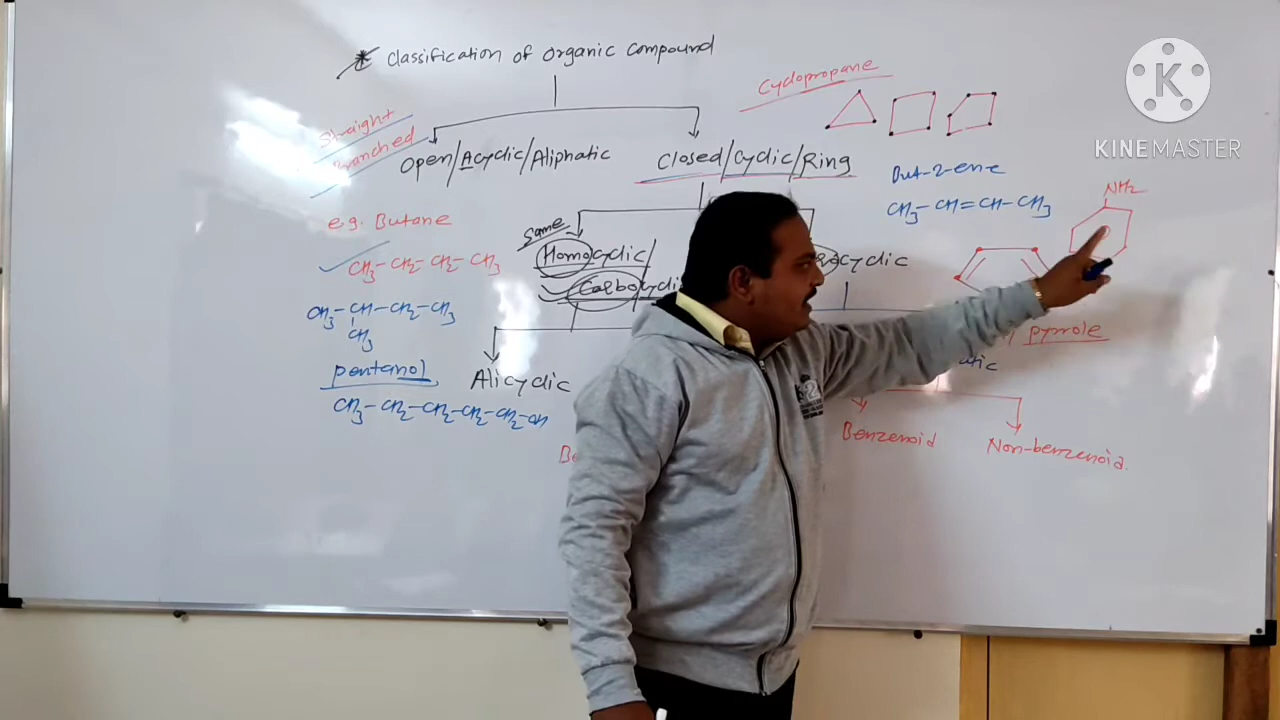 Classification of organic compound
Cyclopropane
KINEMASTER
Straight
Branched
Open/Acyclic/Aliphatic
Closed/Cyclic/Ring
But-2-ene
CH3-CH=CH-CH3
NH2
e.g. Butane
Same
CH3-CH2-CH2-CH3
Homocyclic/
Carbocyclic
cyclic
CH3-CH-CH2-CH3
CH3
pyrrole
pentanol
Alicyclic
CH3-CH2-CH2-CH2-CH2-OH
Benzenoid
Non-benzenoid.